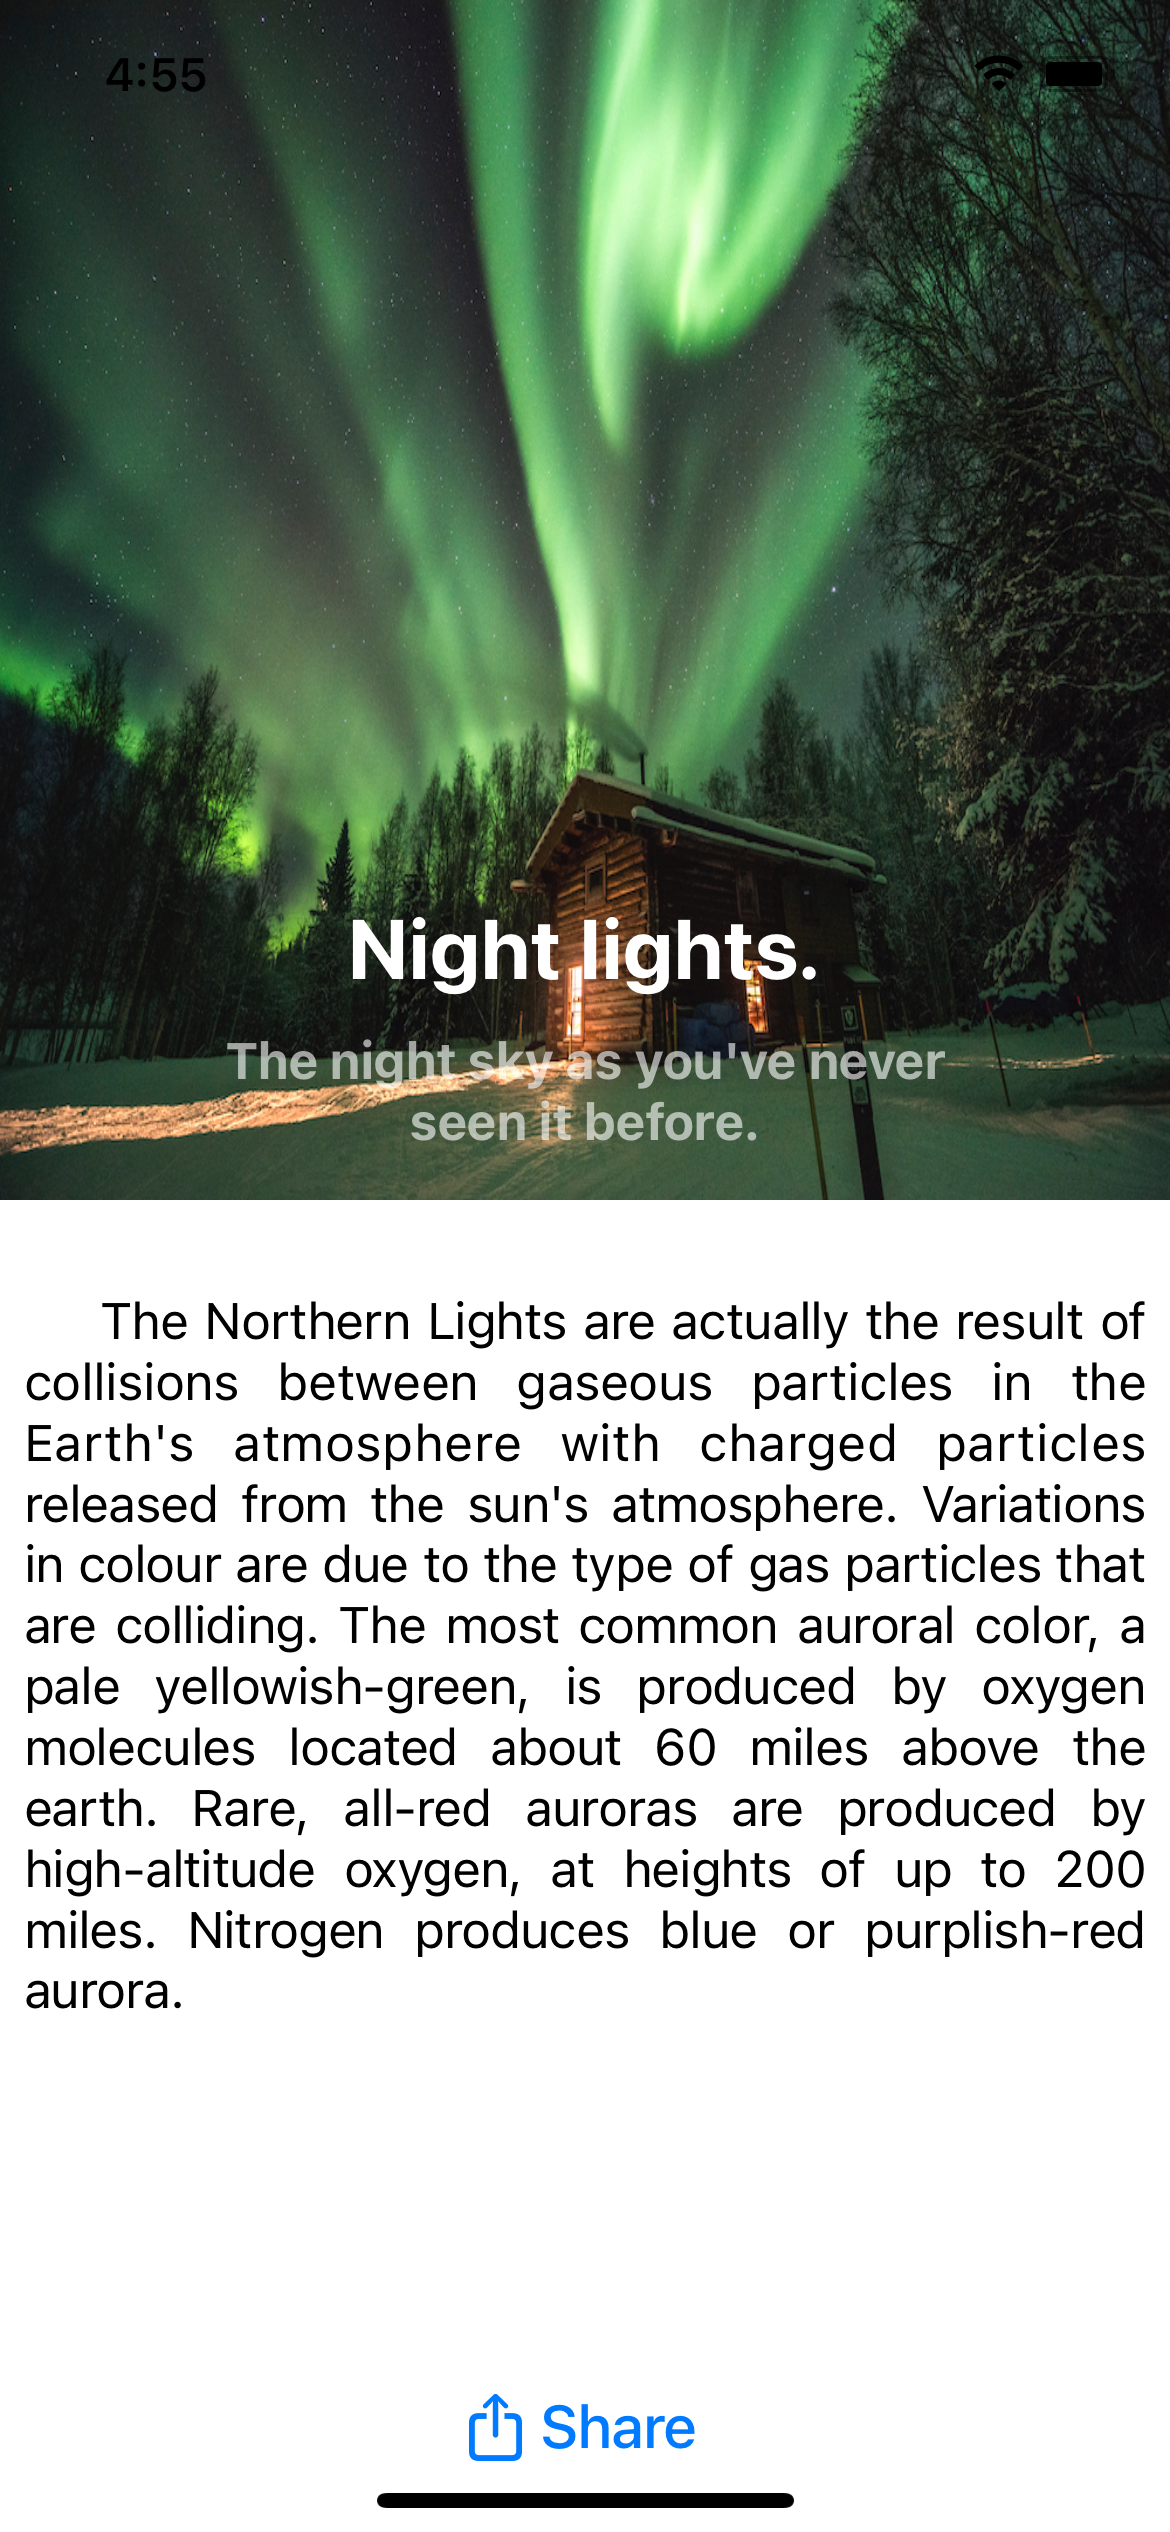 4:55
Night lights.
The night sky as you've never
seen it before.
The Northern Lights are actually the result of
collisions between gaseous particles in the
Earth's atmosphere with charged particles
released from the sun's atmosphere. Variations
in colour are due to the type of gas particles that
are colliding. The most common auroral color, a
pale yellowish-green, is produced by oxygen
molecules located about 60 miles above the
earth. Rare, all-red auroras are produced by
high-altitude oxygen, at heights of up to 200
miles. Nitrogen produces blue or purplish-red
aurora.
Share